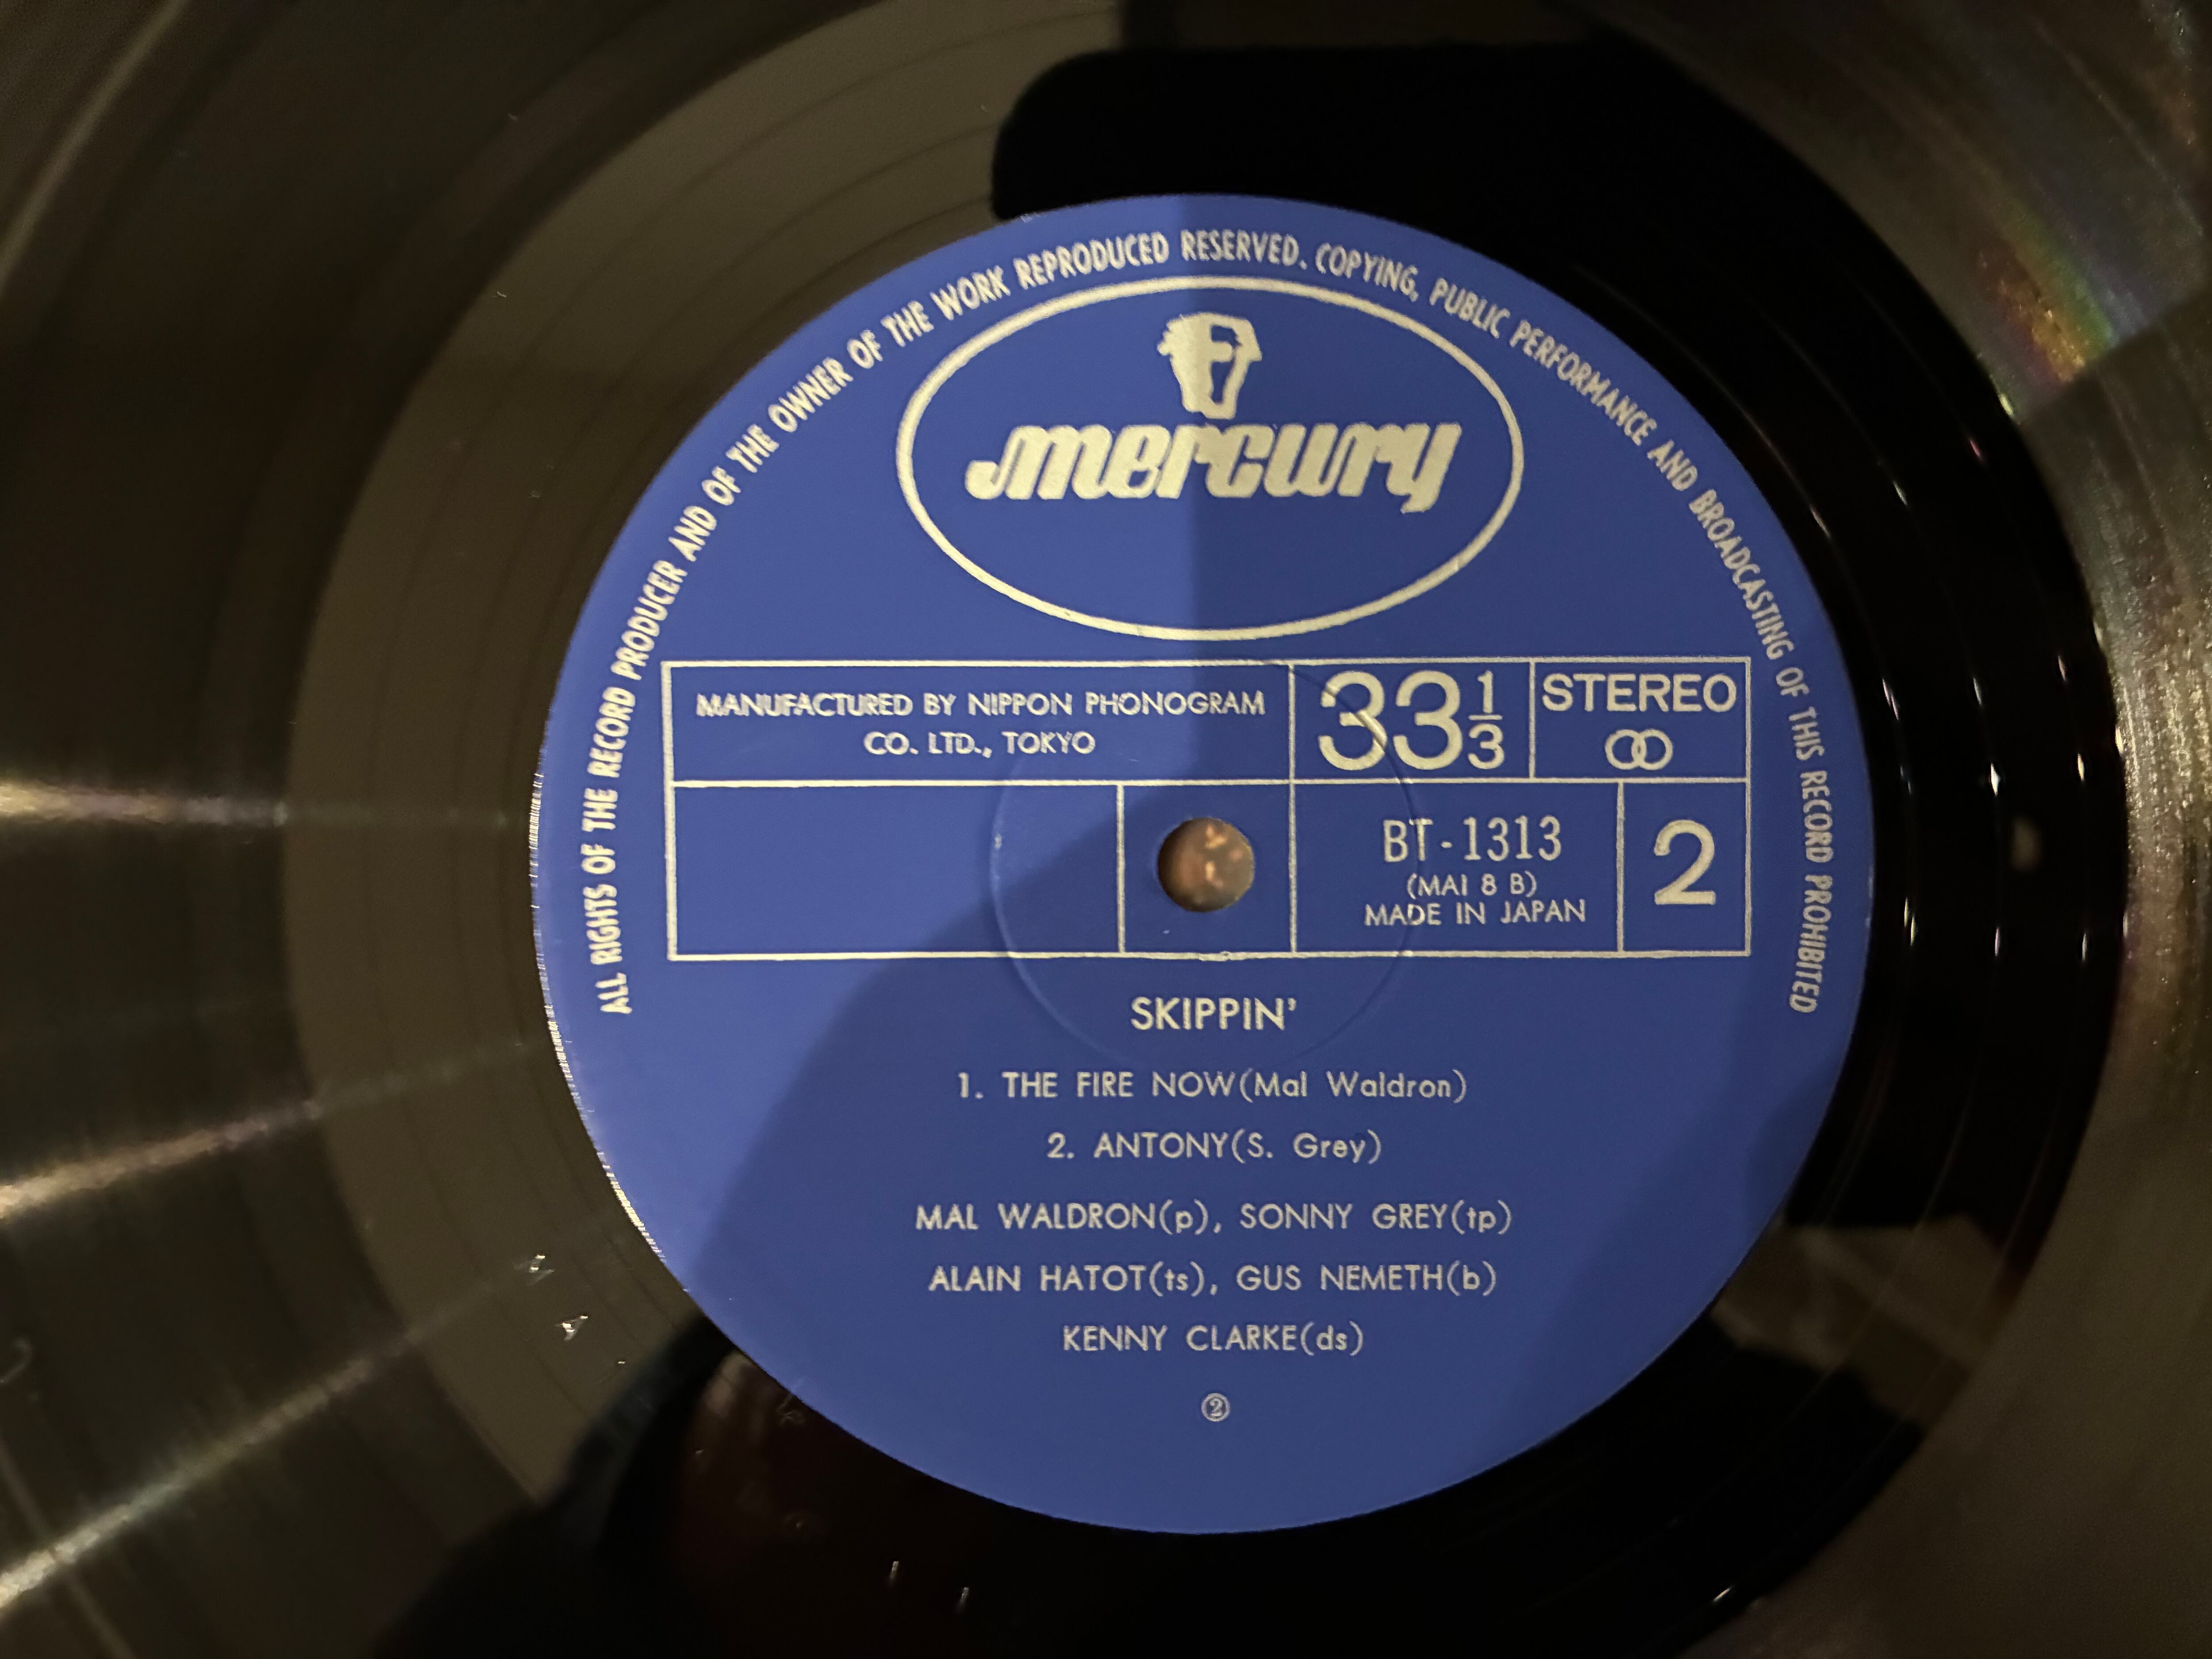 ALL RIGHTS OF THE RECORD PRODUCER AND OF THE OWNER OF THE WORK REPRODUCED RESERVED. COPYING, PUBLIC PERFORMANCE AND BROADCASTING OF THIS RECORD PROHIBITED
mercury
MANUFACTURED BY NIPPON PHONOGRAM
CO. LTD., TOKYO
33 1/3
STEREO
BT-1313
(MAI 8 B)
MADE IN JAPAN
2
SKIPPIN'
1. THE FIRE NOW(Mal Waldron)
2. ANTONY(S. Grey)
MAL WALDRON(p), SONNY GREY(tp)
ALAIN HATOT(ts), GUS NEMETH(b)
KENNY CLARKE(ds)
②